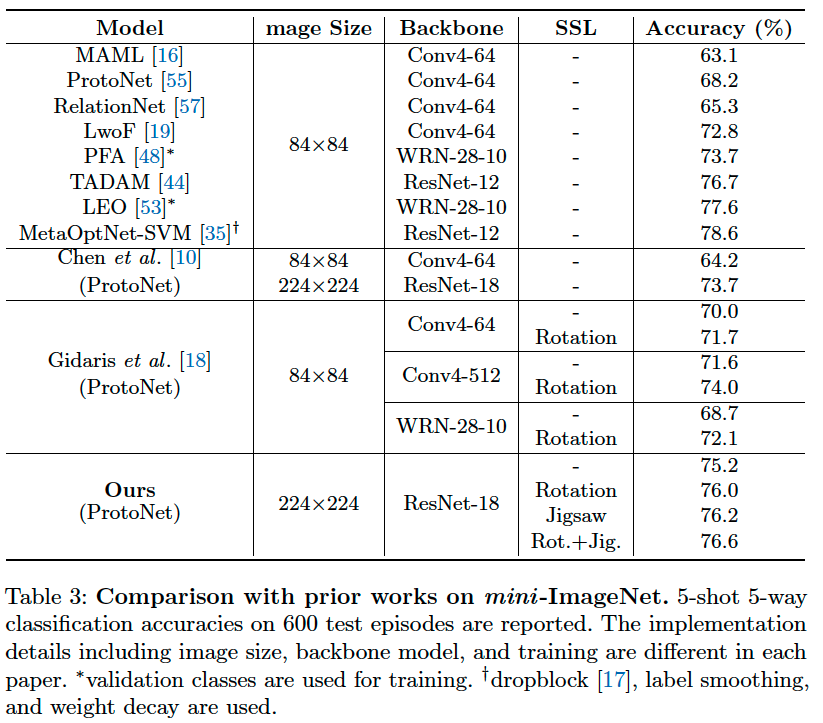 Model mage Size Backbone SSL Accuracy (%)
MAML [16] Conv4-64 - 63.1
ProtoNet [55] Conv4-64 - 68.2
RelationNet [57] Conv4-64 - 65.3
LwoF [19] Conv4-64 - 72.8
84×84
PFA [48]* WRN-28-10 - 73.7
TADAM [44] ResNet-12 - 76.7
LEO [53]* WRN-28-10 - 77.6
MetaOptNet-SVM [35]† ResNet-12 - 78.6
Chen et al. [10] 84×84 Conv4-64 - 64.2
(ProtoNet) 224×224 ResNet-18 - 73.7
- 70.0
Conv4-64
Rotation 71.7
Gidaris et al. [18] - 71.6
84×84 Conv4-512
(ProtoNet) Rotation 74.0
- 68.7
WRN-28-10
Rotation 72.1
- 75.2
Ours Rotation 76.0
224×224 ResNet-18
(ProtoNet) Jigsaw 76.2
Rot.+Jig. 76.6
Table 3: Comparison with prior works on mini-ImageNet. 5-shot 5-way
classification accuracies on 600 test episodes are reported. The implementation
details including image size, backbone model, and training are different in each
paper. *validation classes are used for training. †dropblock [17], label smoothing,
and weight decay are used.